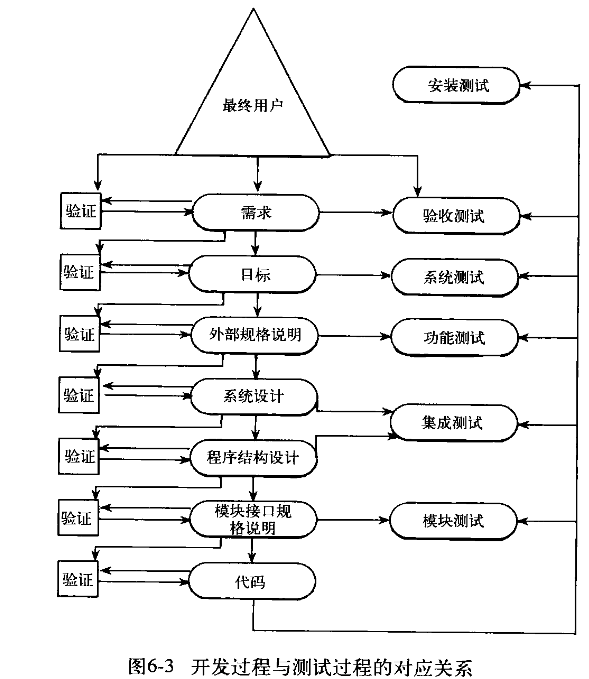 最终用户
安装测试
验证
需求
验收测试
验证
目标
系统测试
验证
外部规格说明
功能测试
验证
系统设计
集成测试
验证
程序结构设计
验证
模块接口规
格说明
模块测试
验证
代码
图6-3 开发过程与测试过程的对应关系